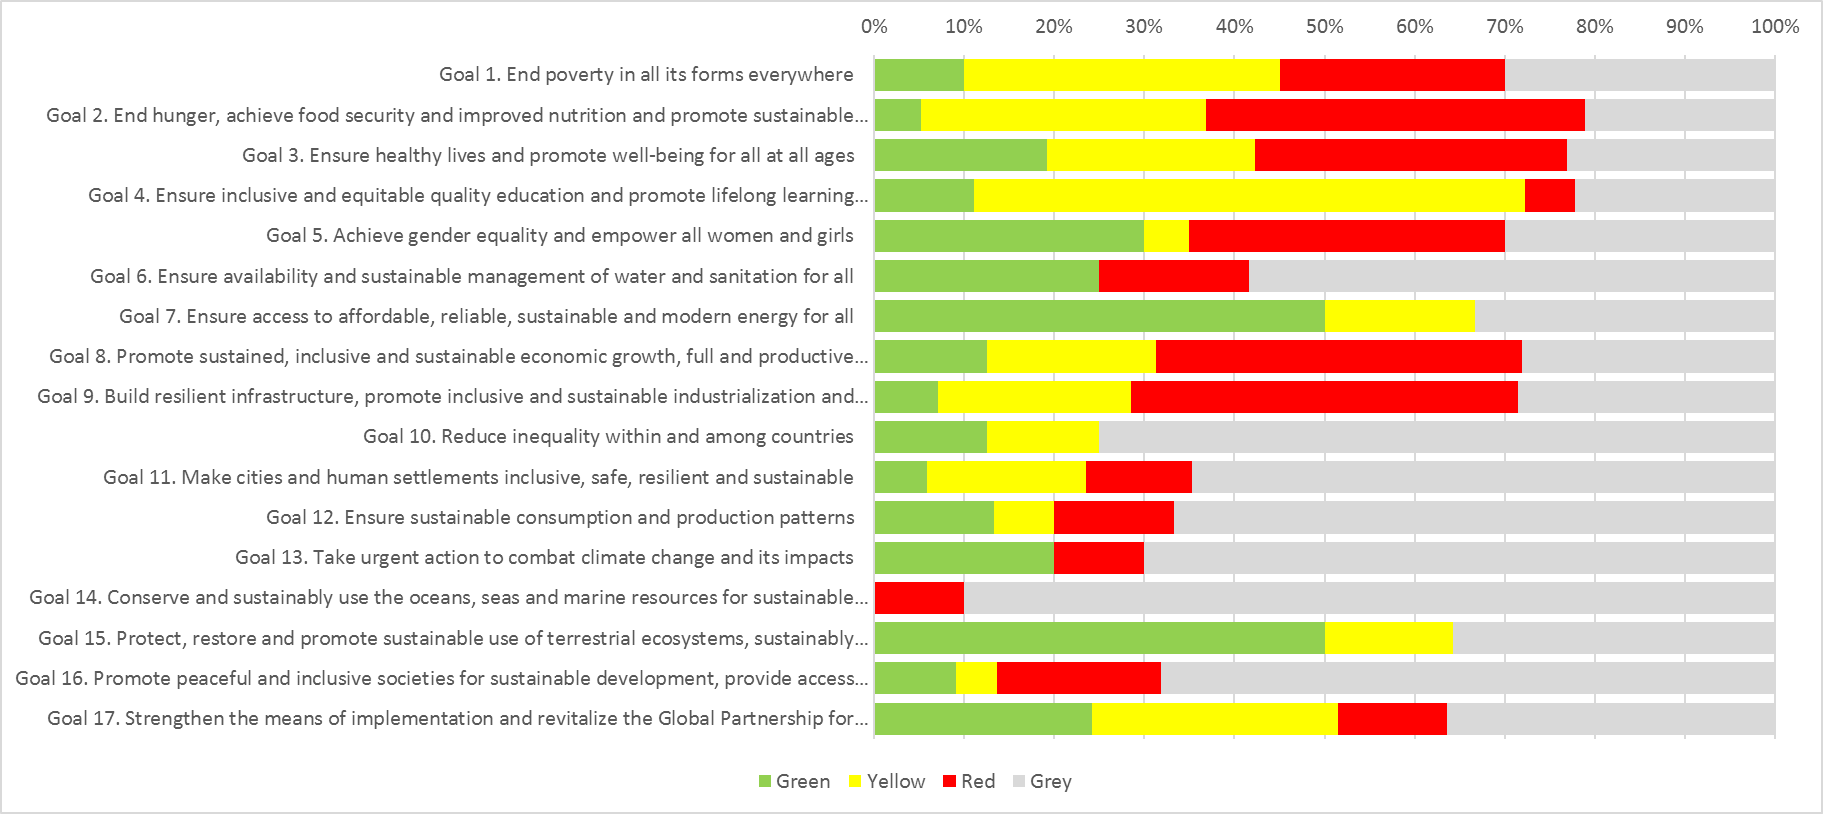 0% 10% 20% 30% 40% 50% 60% 70% 80% 90% 100%
Goal 1. End poverty in all its forms everywhere
Goal 2. End hunger, achieve food security and improved nutrition and promote sustainable...
Goal 3. Ensure healthy lives and promote well-being for all at all ages
Goal 4. Ensure inclusive and equitable quality education and promote lifelong learning...
Goal 5. Achieve gender equality and empower all women and girls
Goal 6. Ensure availability and sustainable management of water and sanitation for all
Goal 7. Ensure access to affordable, reliable, sustainable and modern energy for all
Goal 8. Promote sustained, inclusive and sustainable economic growth, full and productive...
Goal 9. Build resilient infrastructure, promote inclusive and sustainable industrialization and...
Goal 10. Reduce inequality within and among countries
Goal 11. Make cities and human settlements inclusive, safe, resilient and sustainable
Goal 12. Ensure sustainable consumption and production patterns
Goal 13. Take urgent action to combat climate change and its impacts
Goal 14. Conserve and sustainably use the oceans, seas and marine resources for sustainable...
Goal 15. Protect, restore and promote sustainable use of terrestrial ecosystems, sustainably...
Goal 16. Promote peaceful and inclusive societies for sustainable development, provide access...
Goal 17. Strengthen the means of implementation and revitalize the Global Partnership for...
Green Yellow Red Grey